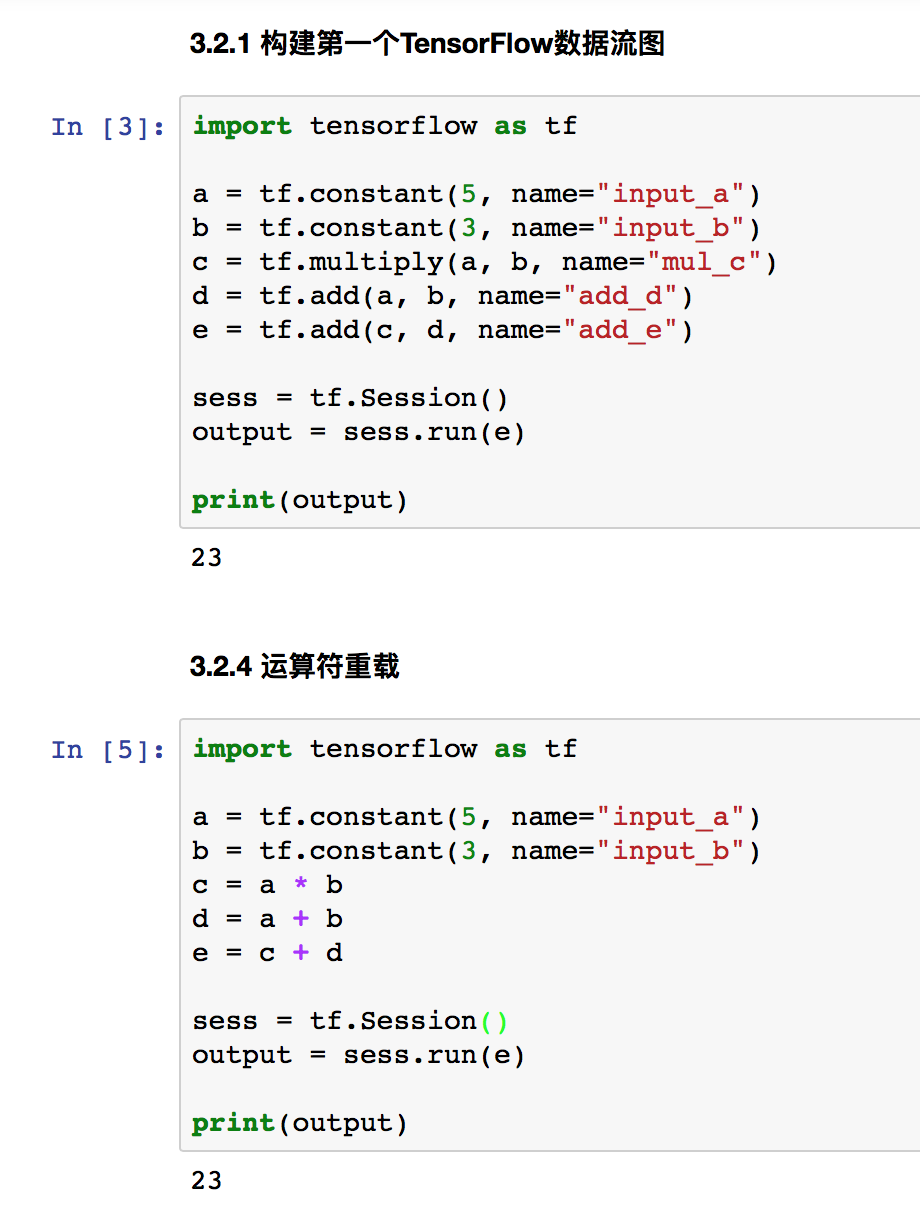 3.2.1 构建第一个TensorFlow数据流图
In [3]: import tensorflow as tf
a = tf.constant(5, name="input_a")
b = tf.constant(3, name="input_b")
c = tf.multiply(a, b, name="mul_c")
d = tf.add(a, b, name="add_d")
e = tf.add(c, d, name="add_e")
sess = tf.Session()
output = sess.run(e)
print(output)
23
3.2.4 运算符重载
In [5]: import tensorflow as tf
a = tf.constant(5, name="input_a")
b = tf.constant(3, name="input_b")
c = a * b
d = a + b
e = c + d
sess = tf.Session()
output = sess.run(e)
print(output)
23